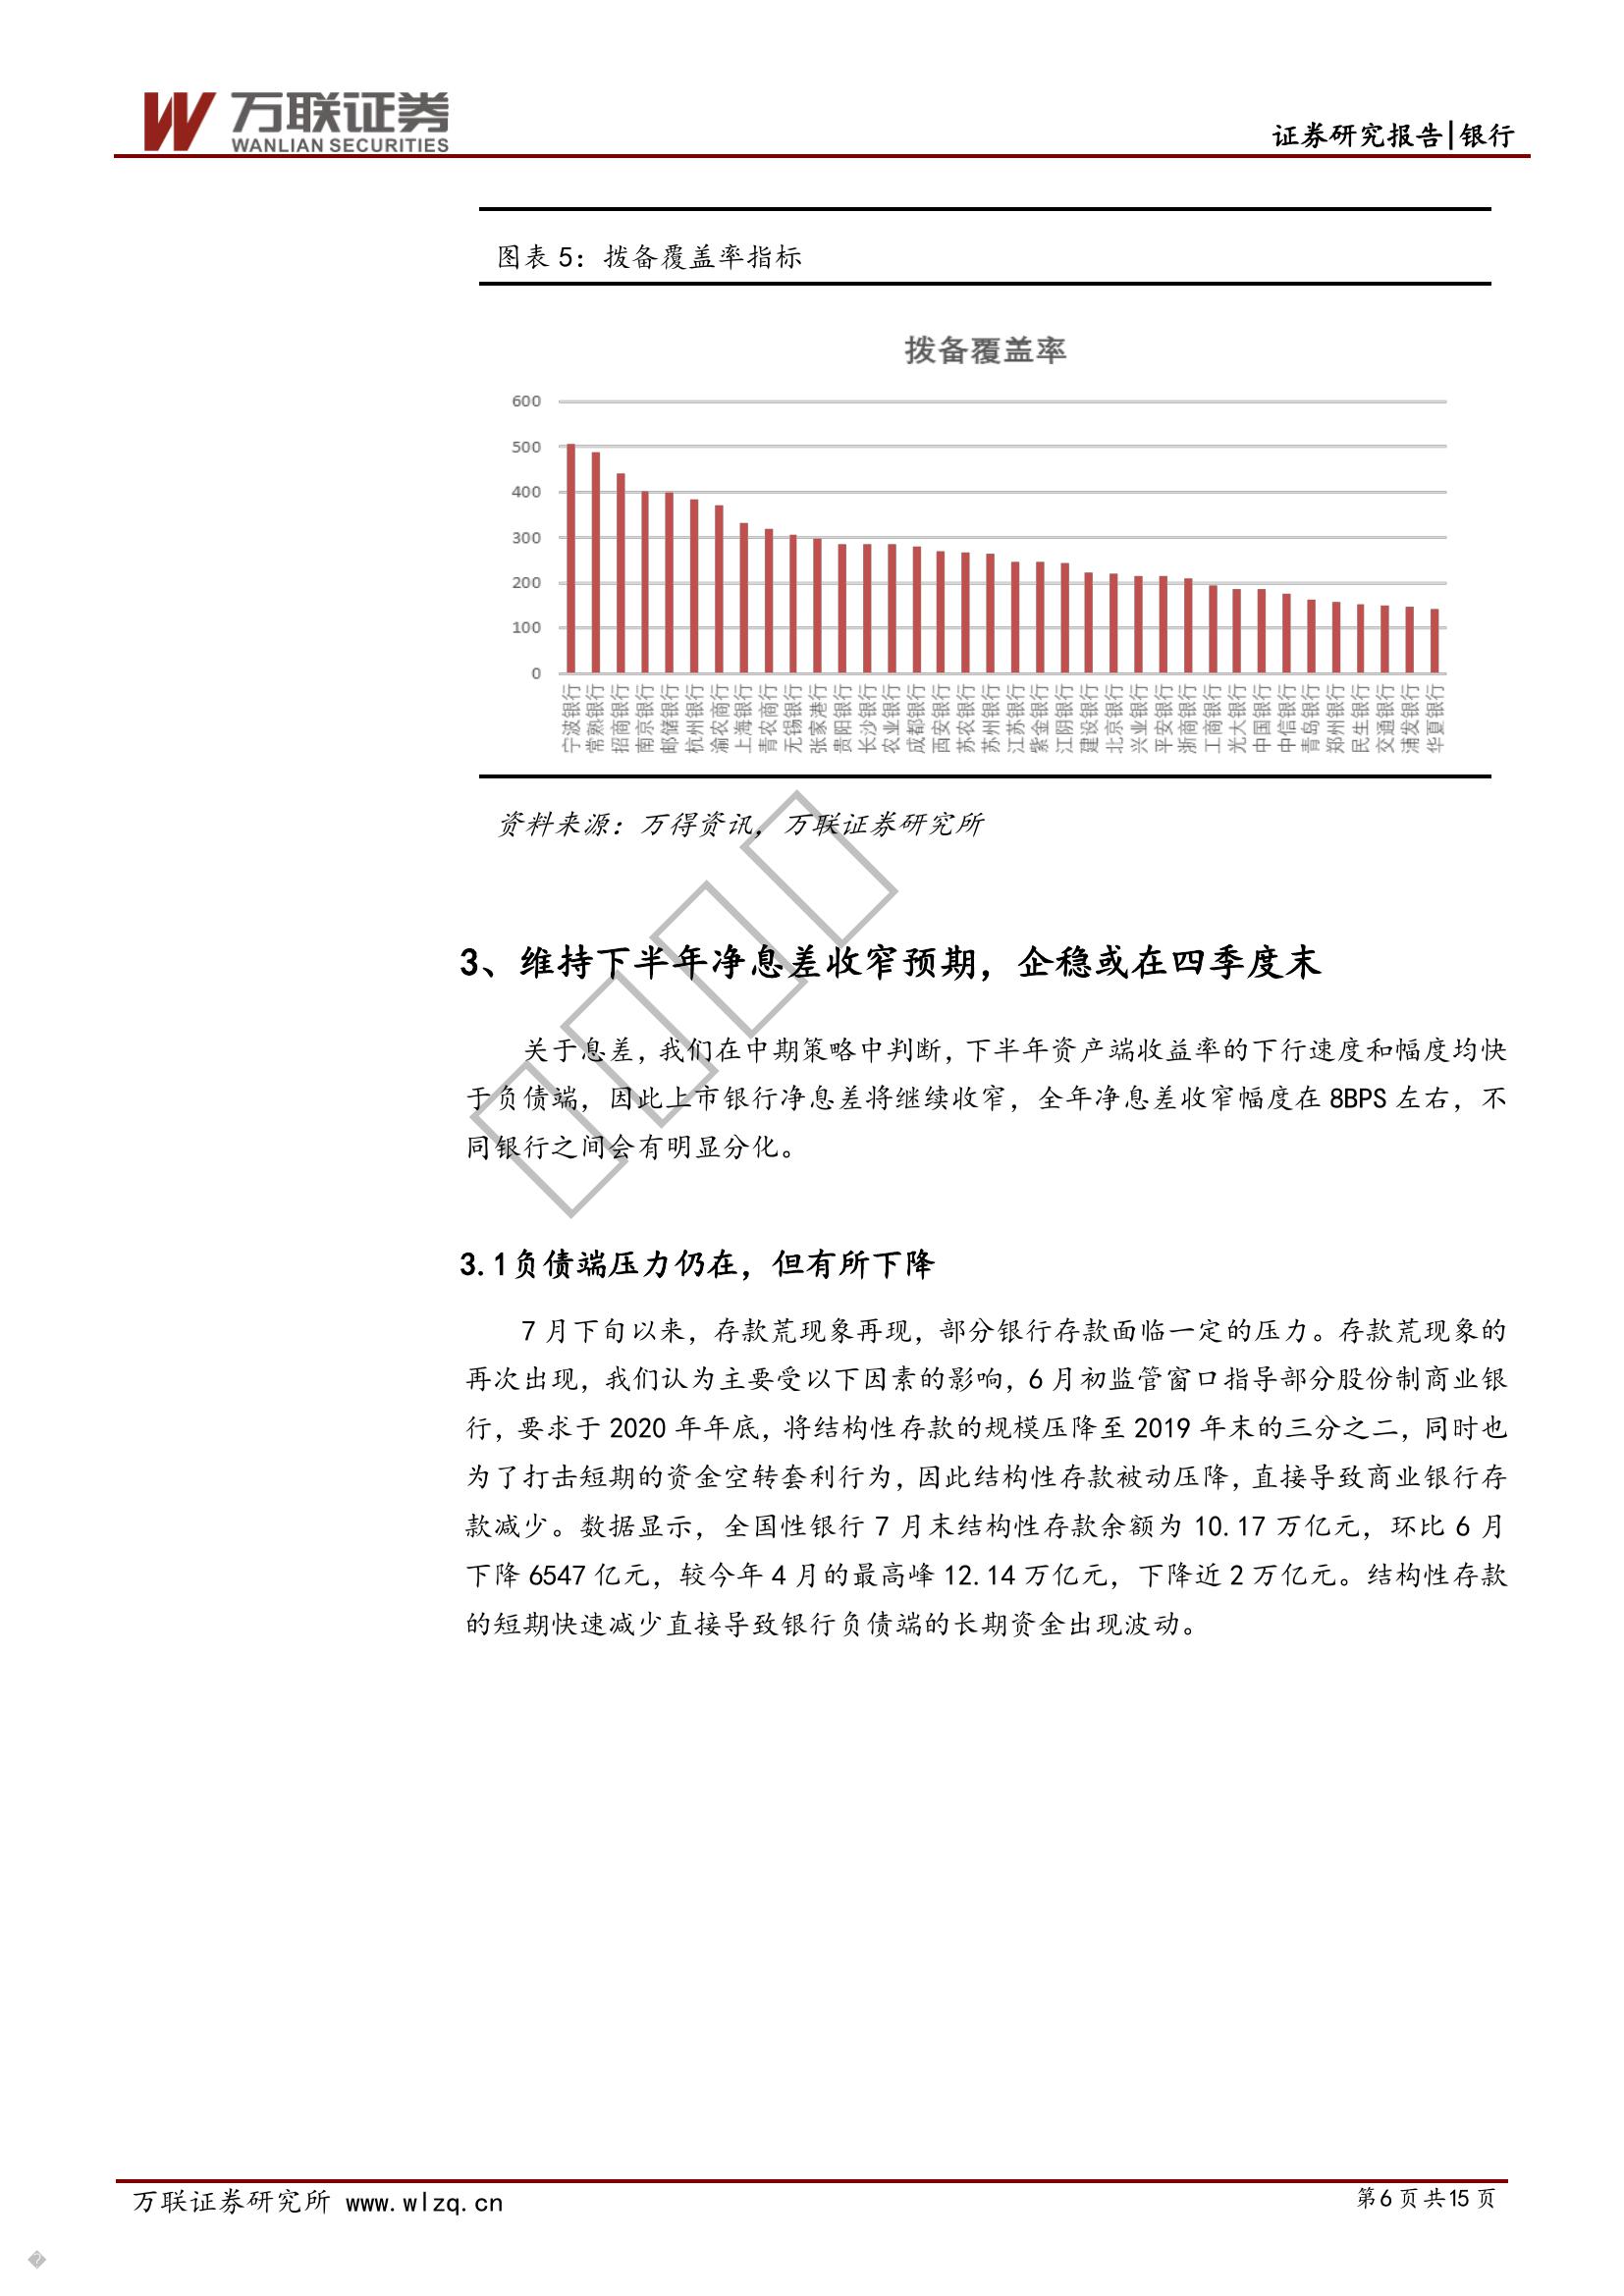 万联证券
WANLIAN SECURITIES
证券研究报告|银行
图表 5：拨备覆盖率指标
拨备覆盖率
600
500
400
300
200
100
0
宁波银行
常熟银行
招商银行
南京银行
邮储银行
杭州银行
渝农商行
上海银行
青农商行
无锡银行
张家港行
贵阳银行
长沙银行
农业银行
成都银行
西安银行
苏农银行
苏州银行
江苏银行
紫金银行
江阴银行
建设银行
北京银行
兴业银行
平安银行
浙商银行
工商银行
光大银行
中国银行
中信银行
青岛银行
郑州银行
民生银行
交通银行
浦发银行
华夏银行
资料来源：万得资讯，万联证券研究所
3、维持下半年净息差收窄预期，企稳或在四季度末
关于息差，我们在中期策略中判断，下半年资产端收益率的下行速度和幅度均快
于负债端，因此上市银行净息差将继续收窄，全年净息差收窄幅度在 8BPS 左右，不
同银行之间会有明显分化。
3.1负债端压力仍在，但有所下降
7 月下旬以来，存款荒现象再现，部分银行存款面临一定的压力。存款荒现象的
再次出现，我们认为主要受以下因素的影响，6 月初监管窗口指导部分股份制商业银
行，要求于 2020 年年底，将结构性存款的规模压降至 2019 年末的三分之二，同时也
为了打击短期的资金空转套利行为，因此结构性存款被动压降，直接导致商业银行存
款减少。数据显示，全国性银行 7 月末结构性存款余额为 10.17 万亿元，环比 6 月
下降 6547 亿元，较今年 4 月的最高峰 12.14 万亿元，下降近 2 万亿元。结构性存款
的短期快速减少直接导致银行负债端的长期资金出现波动。
万联证券研究所 www.wlzq.cn
第6 页 共15 页